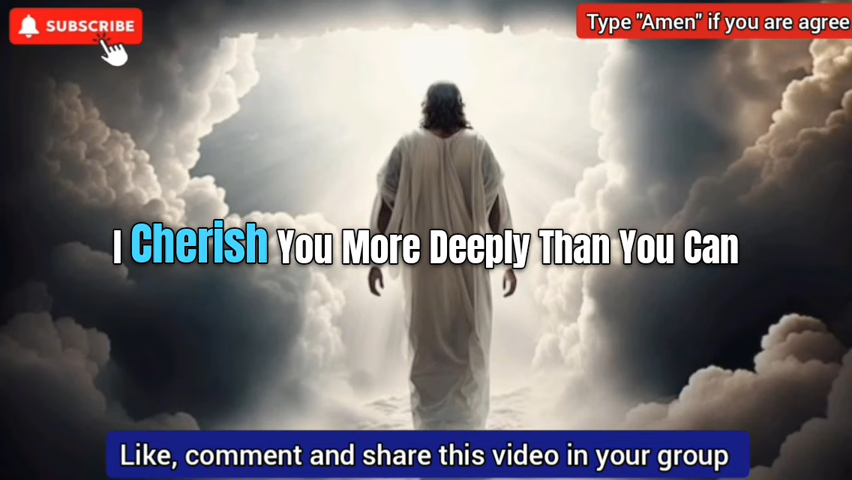 SUBSCRIBE
Type "Amen" if you are agree
I Cherish You More Deeply Than You Can
Like, comment and share this video in your group